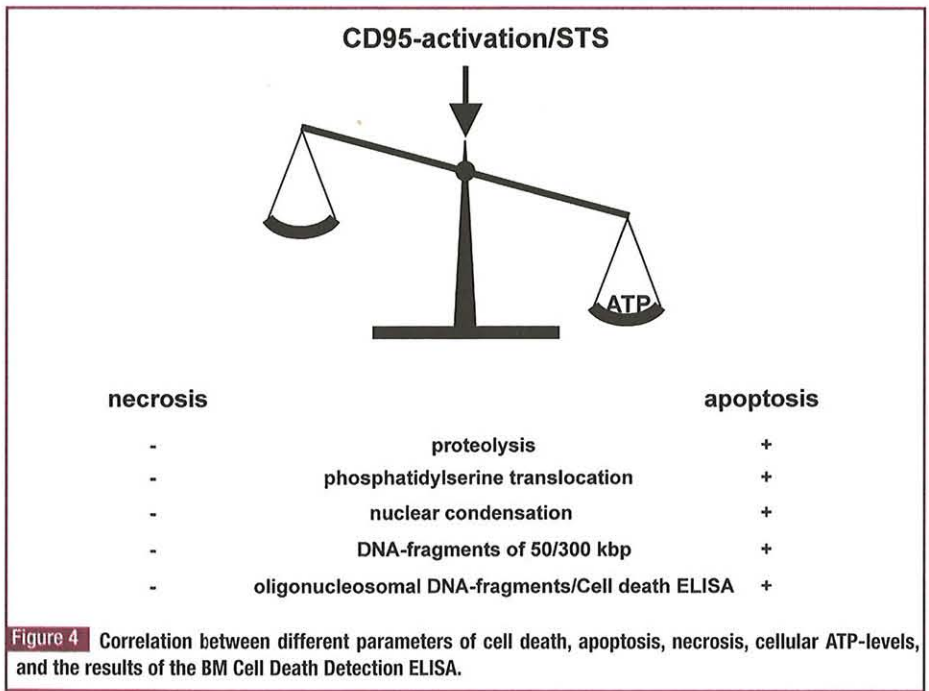 CD95-activation/STS
ATP
necrosis apoptosis
- proteolysis +
- phosphatidylserine translocation +
- nuclear condensation +
- DNA-fragments of 50/300 kbp +
- oligonucleosomal DNA-fragments/Cell death ELISA +
Figure 4 Correlation between different parameters of cell death, apoptosis, necrosis, cellular ATP-levels,
and the results of the BM Cell Death Detection ELISA.